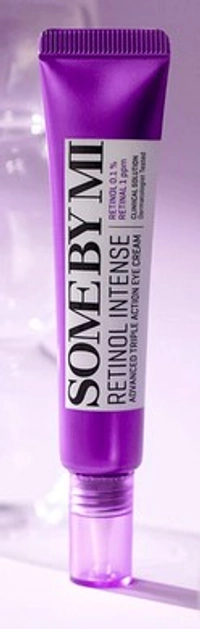 SOME BY MI
RETINOL INTENSE
ADVANCED TRIPLE ACTION EYE CREAM
RETINOL 0.1 %
RETINAL 1 ppm
CLINICAL SOLUTION
Dermatologist Tested